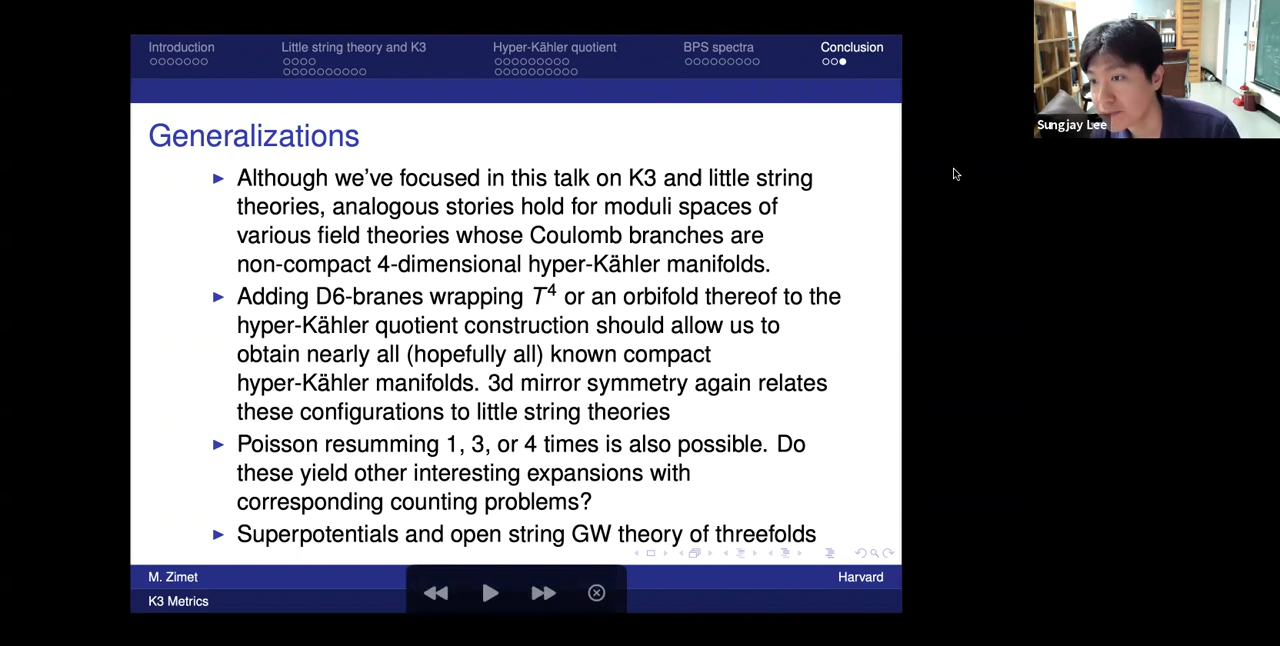 Introduction
Little string theory and K3
Hyper-Kähler quotient
BPS spectra
Conclusion
Generalizations
Although we've focused in this talk on K3 and little string
theories, analogous stories hold for moduli spaces of
various field theories whose Coulomb branches are
non-compact 4-dimensional hyper-Kähler manifolds.
Adding D6-branes wrapping T⁴ or an orbifold thereof to the
hyper-Kähler quotient construction should allow us to
obtain nearly all (hopefully all) known compact
hyper-Kähler manifolds. 3d mirror symmetry again relates
these configurations to little string theories
Poisson resumming 1, 3, or 4 times is also possible. Do
these yield other interesting expansions with
corresponding counting problems?
Superpotentials and open string GW theory of threefolds
M. Zimet
Harvard
K3 Metrics
Sungjay Lee